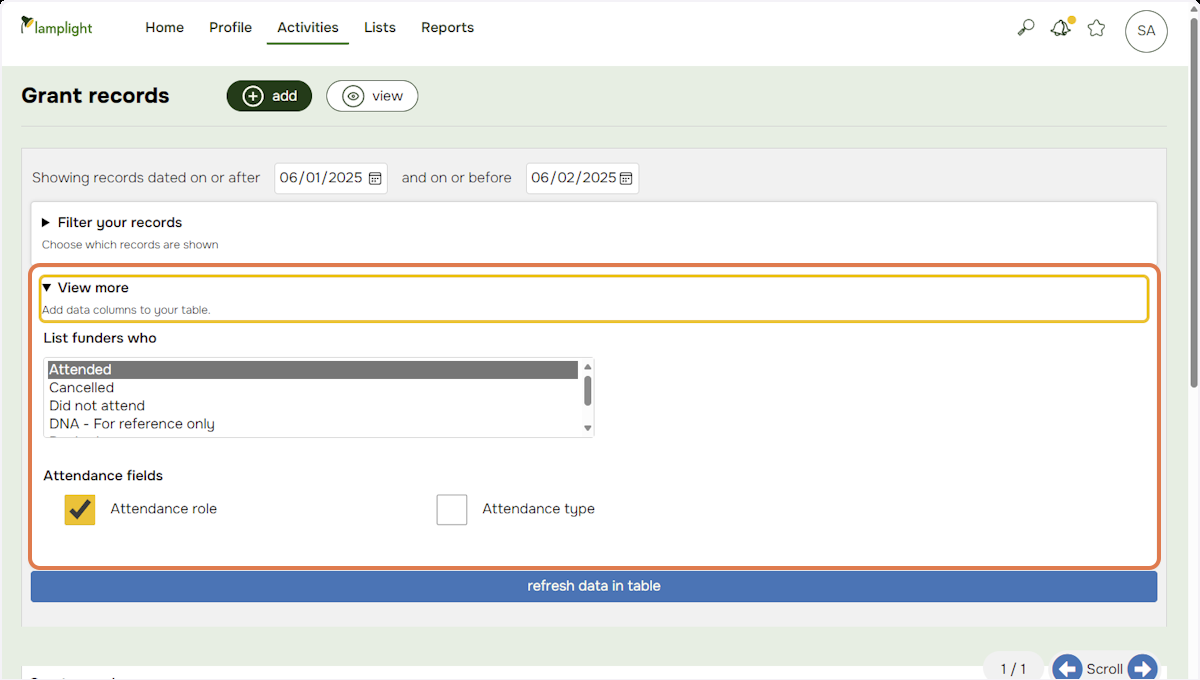 lamplight
Home Profile Activities Lists Reports
SA
Grant records
add
view
Showing records dated on or after 06/01/2025 and on or before 06/02/2025
Filter your records
Choose which records are shown
View more
Add data columns to your table.
List funders who
Attended
Cancelled
Did not attend
DNA - For reference only
Attendance fields
Attendance role
Attendance type
refresh data in table
1 / 1
Scroll